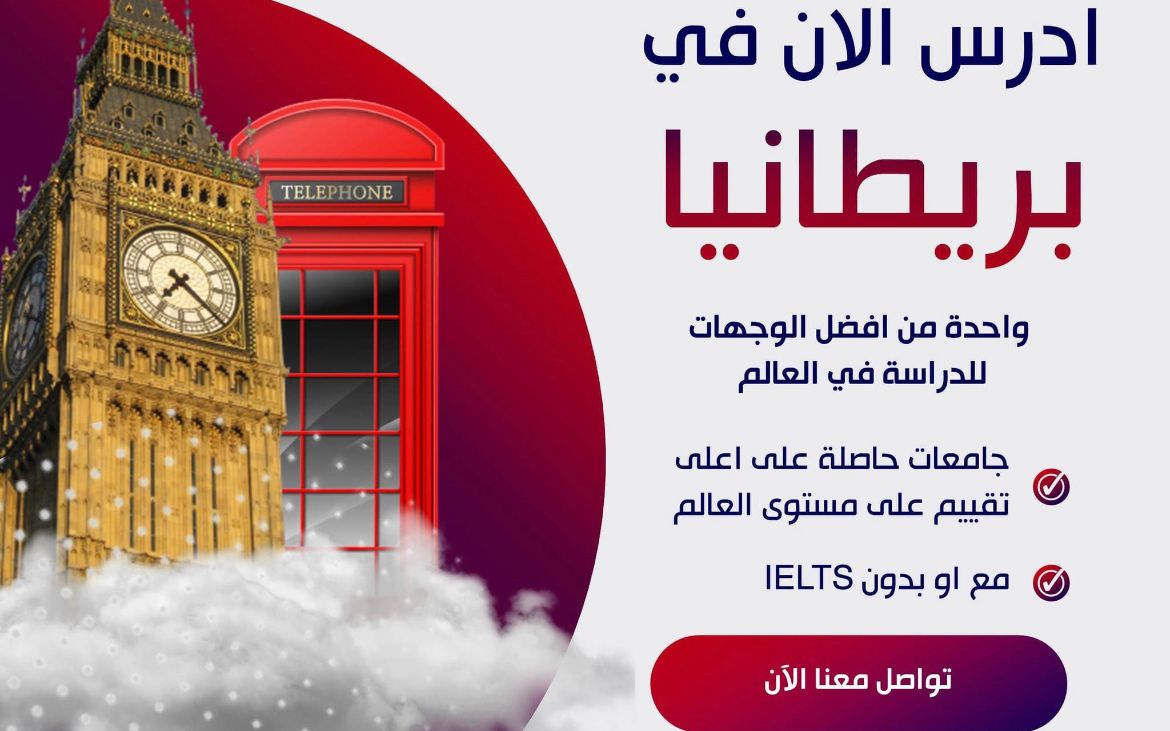 ادرس الان في
بريطانيا
واحدة من افضل الوجهات
للدراسة في العالم
جامعات حاصلة على اعلى
تقييم على مستوى العالم
مع او بدون IELTS
تواصل معنا الآن
TELEPHONE